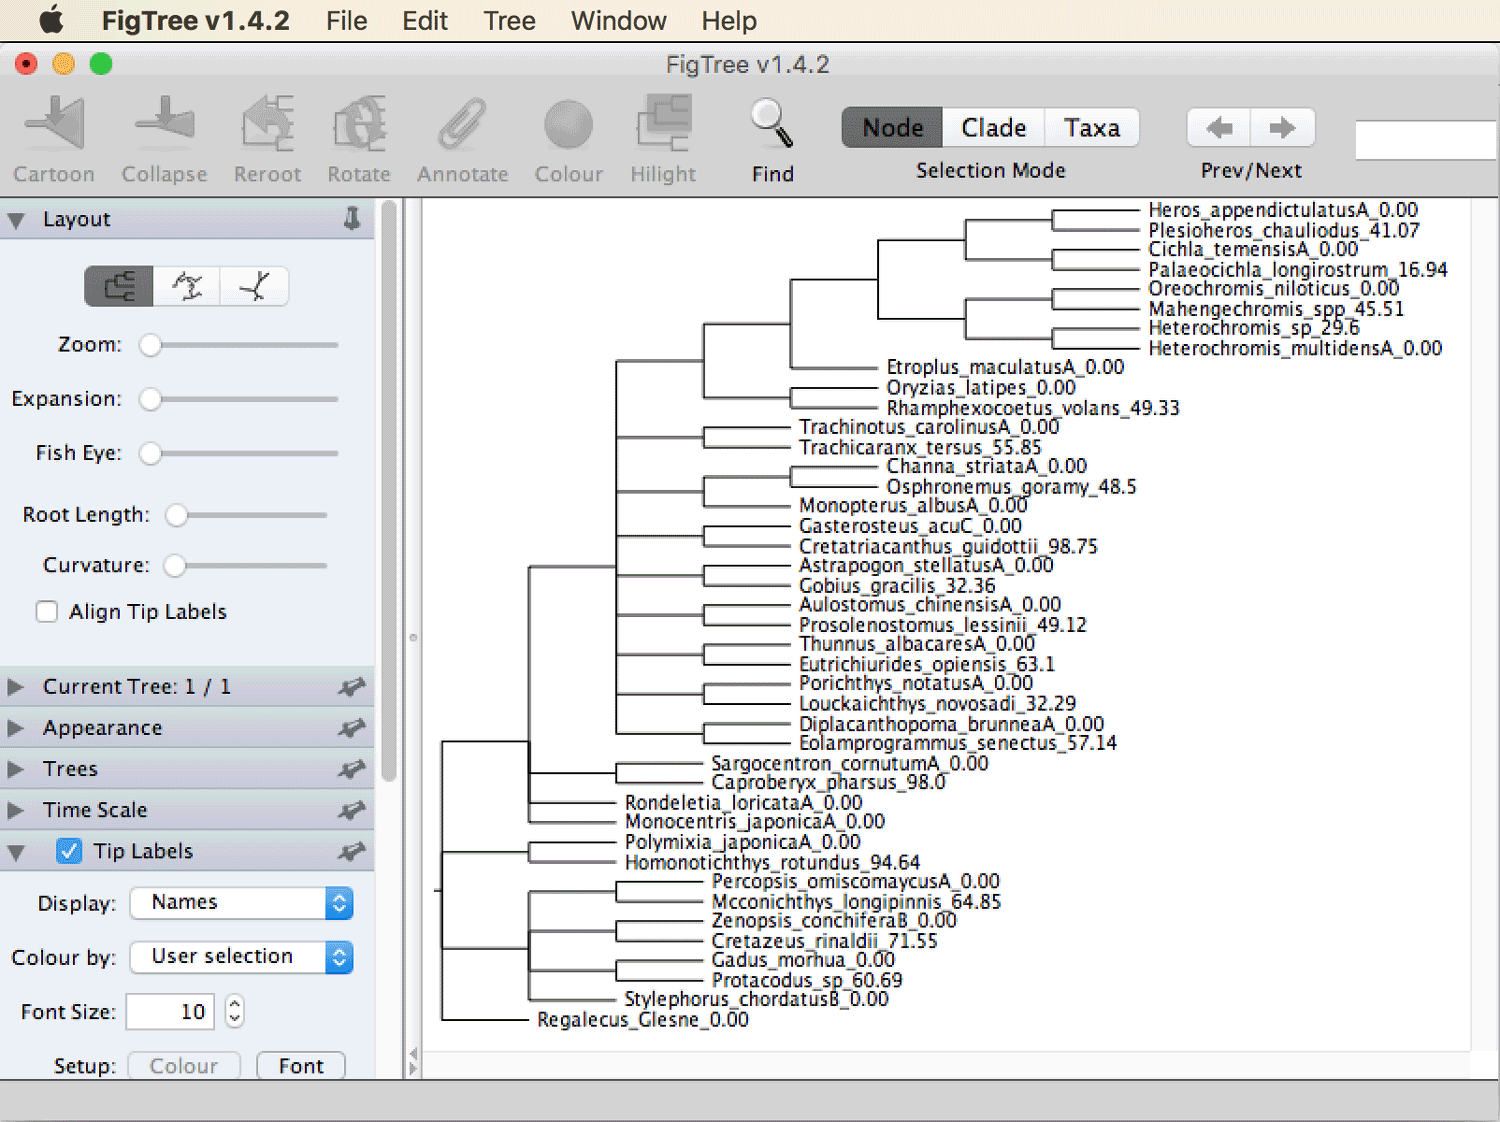 FigTree v1.4.2 File Edit Tree Window Help
FigTree v1.4.2
Node Clade Taxa
Cartoon Collapse Reroot Rotate Annotate Colour Hilight Find Selection Mode Prev/Next
Layout
Zoom:
Expansion:
Fish Eye:
Root Length:
Curvature:
Align Tip Labels
Current Tree: 1 / 1
Appearance
Trees
Time Scale
Tip Labels
Display: Names
Colour by: User selection
Font Size: 10
Setup: Colour Font
Heros_appendictulatusA_0.00
Plesioheros_chauliodus_41.07
Cichla_temensisA_0.00
Palaeocichla_longirostrum_16.94
Oreochromis_niloticus_0.00
Mahengechromis_spp_45.51
Heterochromis_sp_29.6
Heterochromis_multidensA_0.00
Etroplus_maculatusA_0.00
Oryzias_latipes_0.00
Rhamphexocoetus_volans_49.33
Trachinotus_carolinusA_0.00
Trachicaranx_tersus_55.85
Channa_striataA_0.00
Osphronemus_goramy_48.5
Monopterus_albusA_0.00
Gasterosteus_acuC_0.00
Cretatriacanthus_guidottii_98.75
Astrapogon_stellatusA_0.00
Gobius_gracilis_32.36
Aulostomus_chinensisA_0.00
Prosolenostomus_lessinii_49.12
Thunnus_albacaresA_0.00
Eutrichiurides_opiensis_63.1
Porichthys_notatusA_0.00
Louckaichthys_novosadi_32.29
Diplacanthopoma_brunneaA_0.00
Eolamprogrammus_senectus_57.14
Sargocentron_cornutumA_0.00
Caproberyx_pharsus_98.0
Rondeletia_loricataA_0.00
Monocentris_japonicaA_0.00
Polymixia_japonicaA_0.00
Homonotichthys_rotundus_94.64
Percopsis_omiscomaycusA_0.00
Mcconichthys_longipinnis_64.85
Zenopsis_conchiferaB_0.00
Cretazeus_rinaldii_71.55
Gadus_morhua_0.00
Protacodus_sp_60.69
Stylephorus_chordatusB_0.00
Regalecus_Glesne_0.00